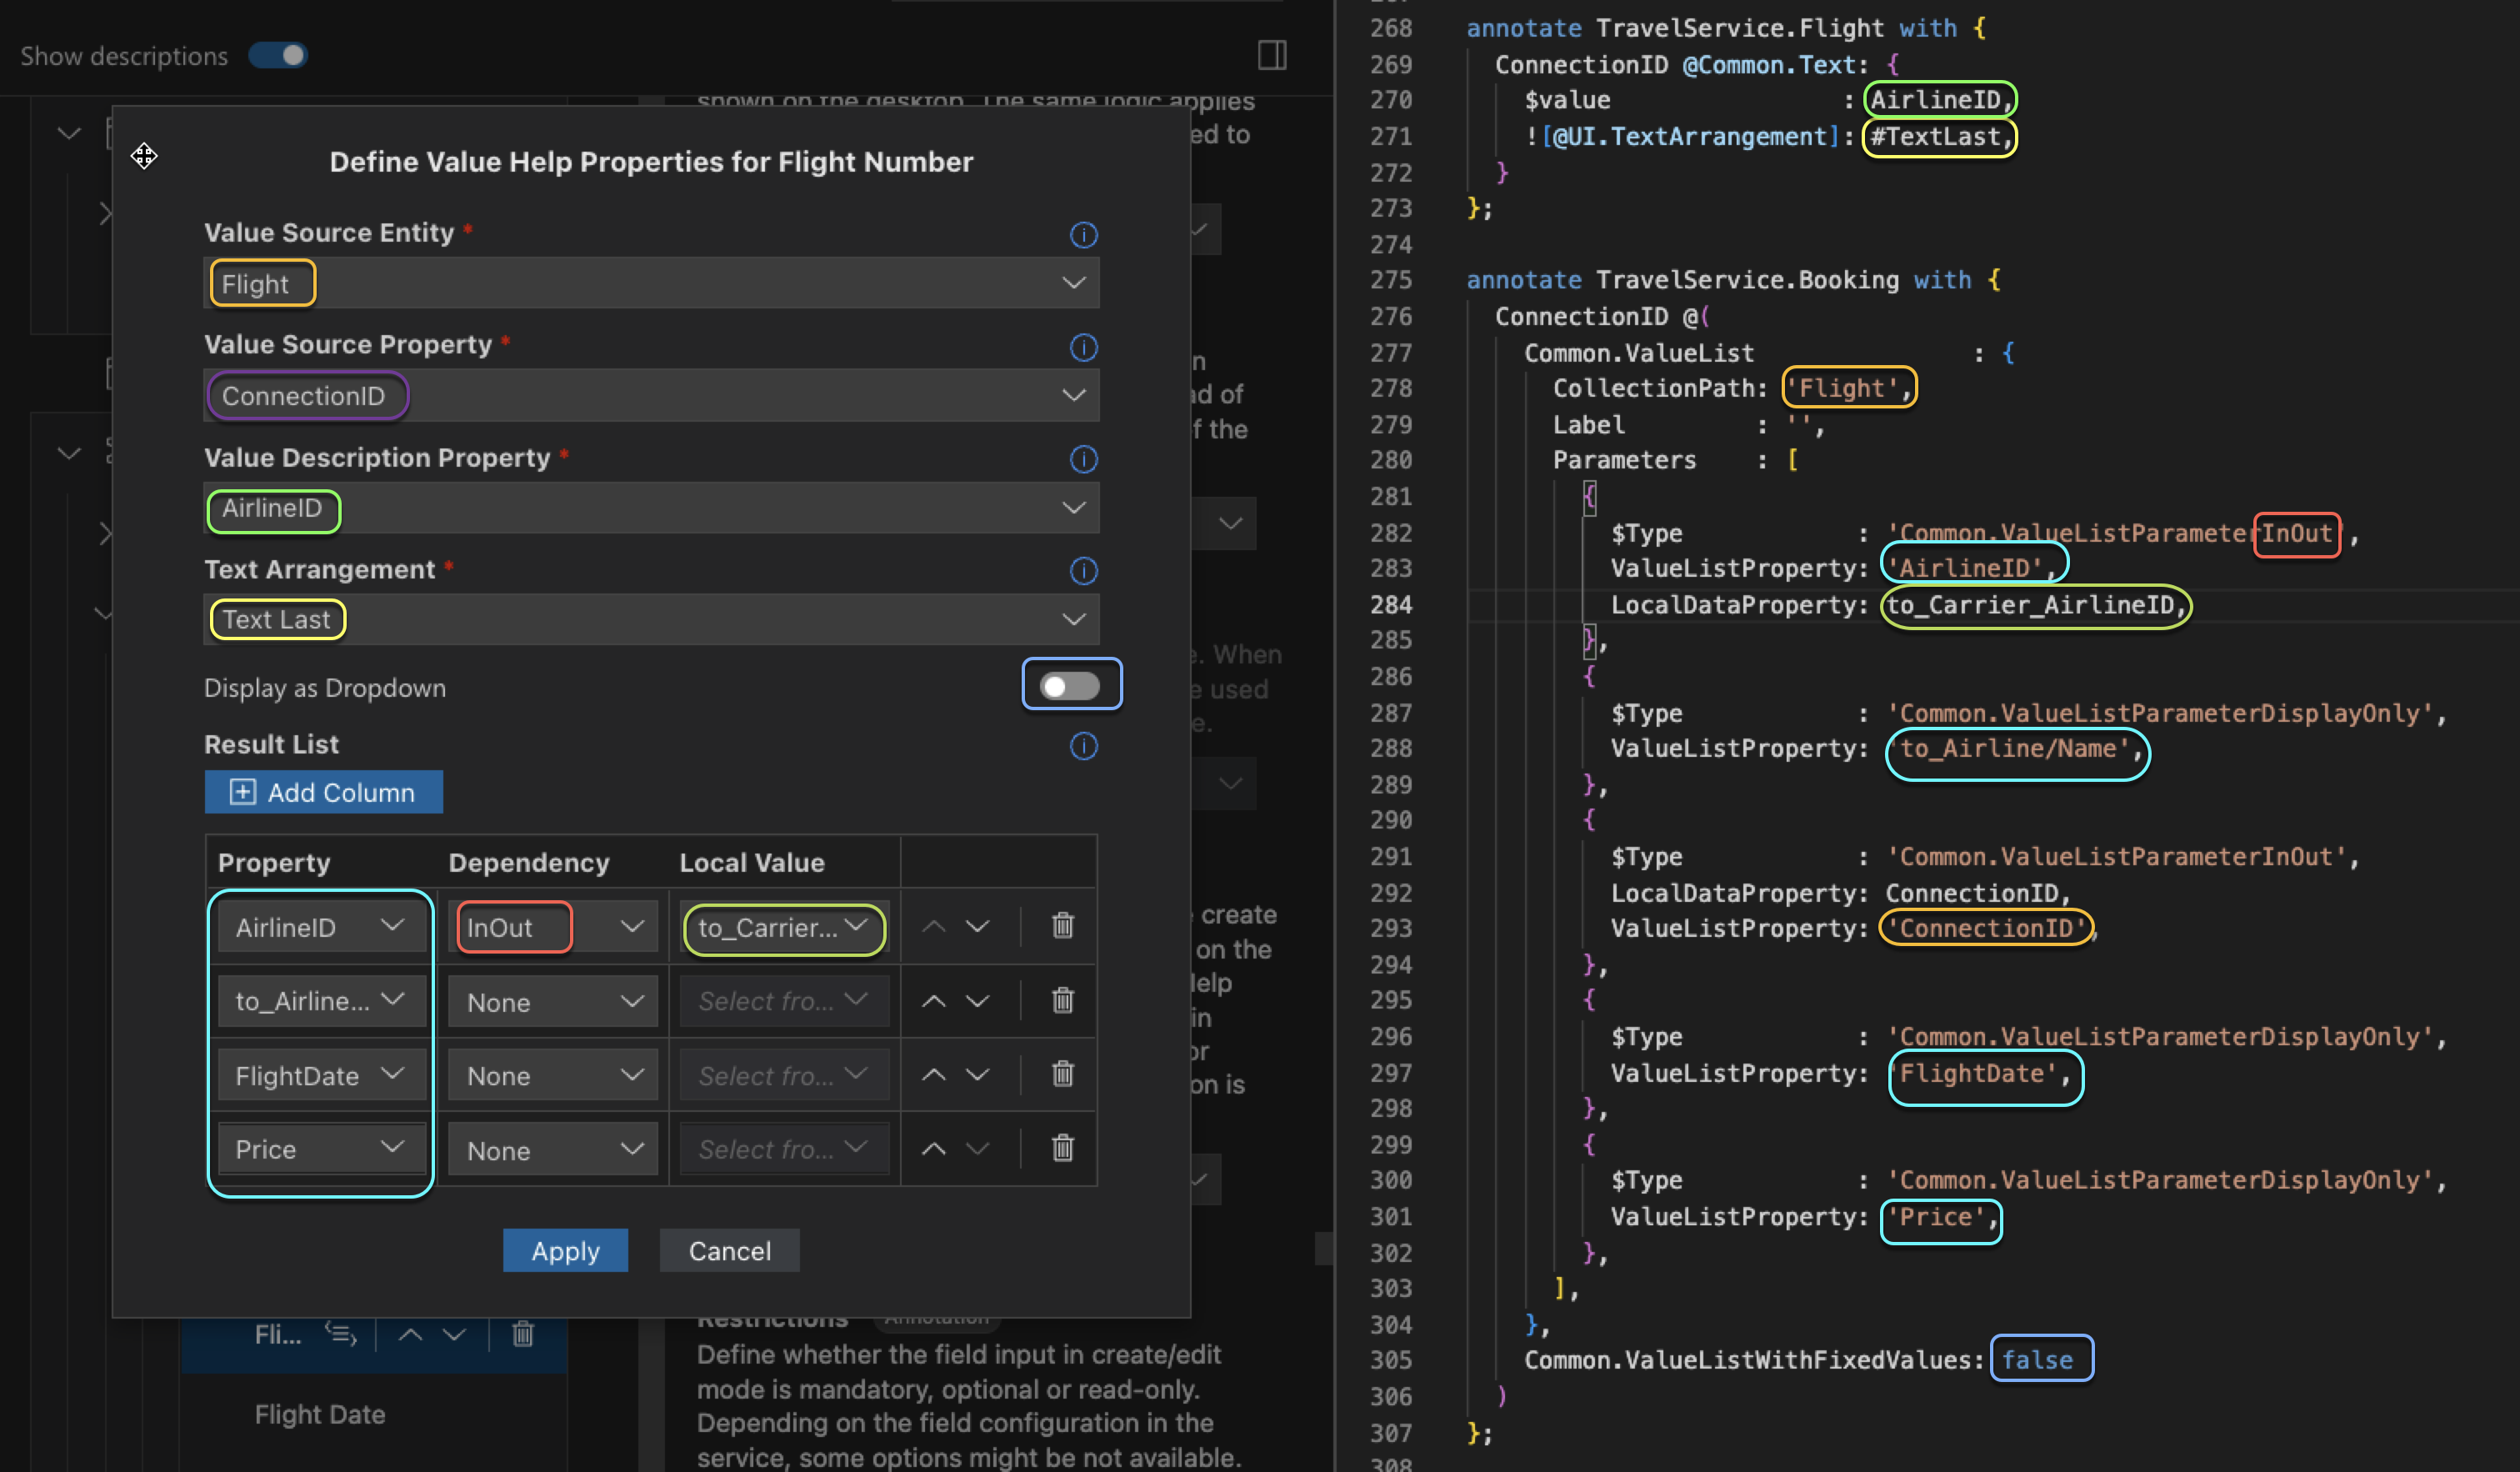 Show descriptions
shown on the desktop. The same logic applies
ed to
Define Value Help Properties for Flight Number
Value Source Entity *
Flight
Value Source Property *
ConnectionID
n
ad of
f the
Value Description Property *
AirlineID
Text Arrangement *
Text Last
e. When
e used
e.
Display as Dropdown
Result List
Add Column
Property Dependency Local Value
AirlineID InOut to_Carrier...
to_Airline... None Select fro...
FlightDate None Select fro...
Price None Select fro...
create
on the
Help
in
or
on is
Apply Cancel
Restrictions Annotation
Fli...
Define whether the field input in create/edit
mode is mandatory, optional or read-only.
Flight Date
Depending on the field configuration in the
service, some options might be not available.
268 annotate TravelService.Flight with {
269 ConnectionID @Common.Text: {
270 $value : AirlineID,
271 ![@UI.TextArrangement]: #TextLast,
272 }
273 };
274
275 annotate TravelService.Booking with {
276 ConnectionID @(
277 Common.ValueList : {
278 CollectionPath: 'Flight',
279 Label : '',
280 Parameters : [
281 {
282 $Type : 'Common.ValueListParameterInOut',
283 ValueListProperty: 'AirlineID',
284 LocalDataProperty: to_Carrier_AirlineID,
285 },
286 {
287 $Type : 'Common.ValueListParameterDisplayOnly',
288 ValueListProperty: 'to_Airline/Name',
289 },
290 {
291 $Type : 'Common.ValueListParameterInOut',
292 LocalDataProperty: ConnectionID,
293 ValueListProperty: 'ConnectionID',
294 },
295 {
296 $Type : 'Common.ValueListParameterDisplayOnly',
297 ValueListProperty: 'FlightDate',
298 },
299 {
300 $Type : 'Common.ValueListParameterDisplayOnly',
301 ValueListProperty: 'Price',
302 },
303 ],
304 },
305 Common.ValueListWithFixedValues: false
306 )
307 };
308